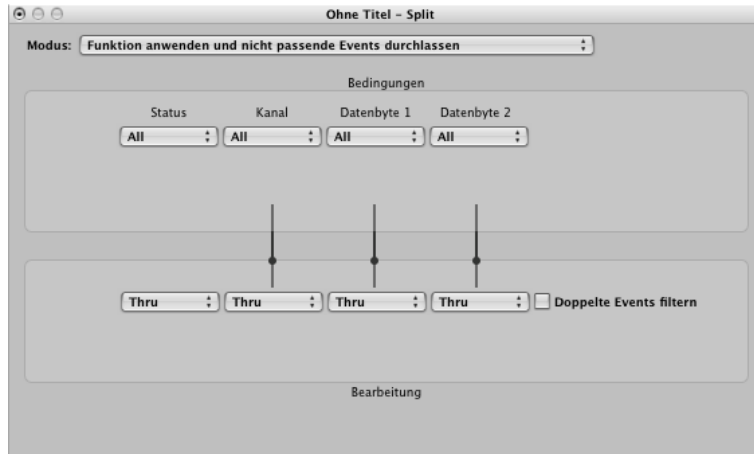 Ohne Titel – Split
Modus: Funktion anwenden und nicht passende Events durchlassen
Bedingungen
Status Kanal Datenbyte 1 Datenbyte 2
All All All All
Thru Thru Thru Thru Doppelte Events filtern
Bearbeitung